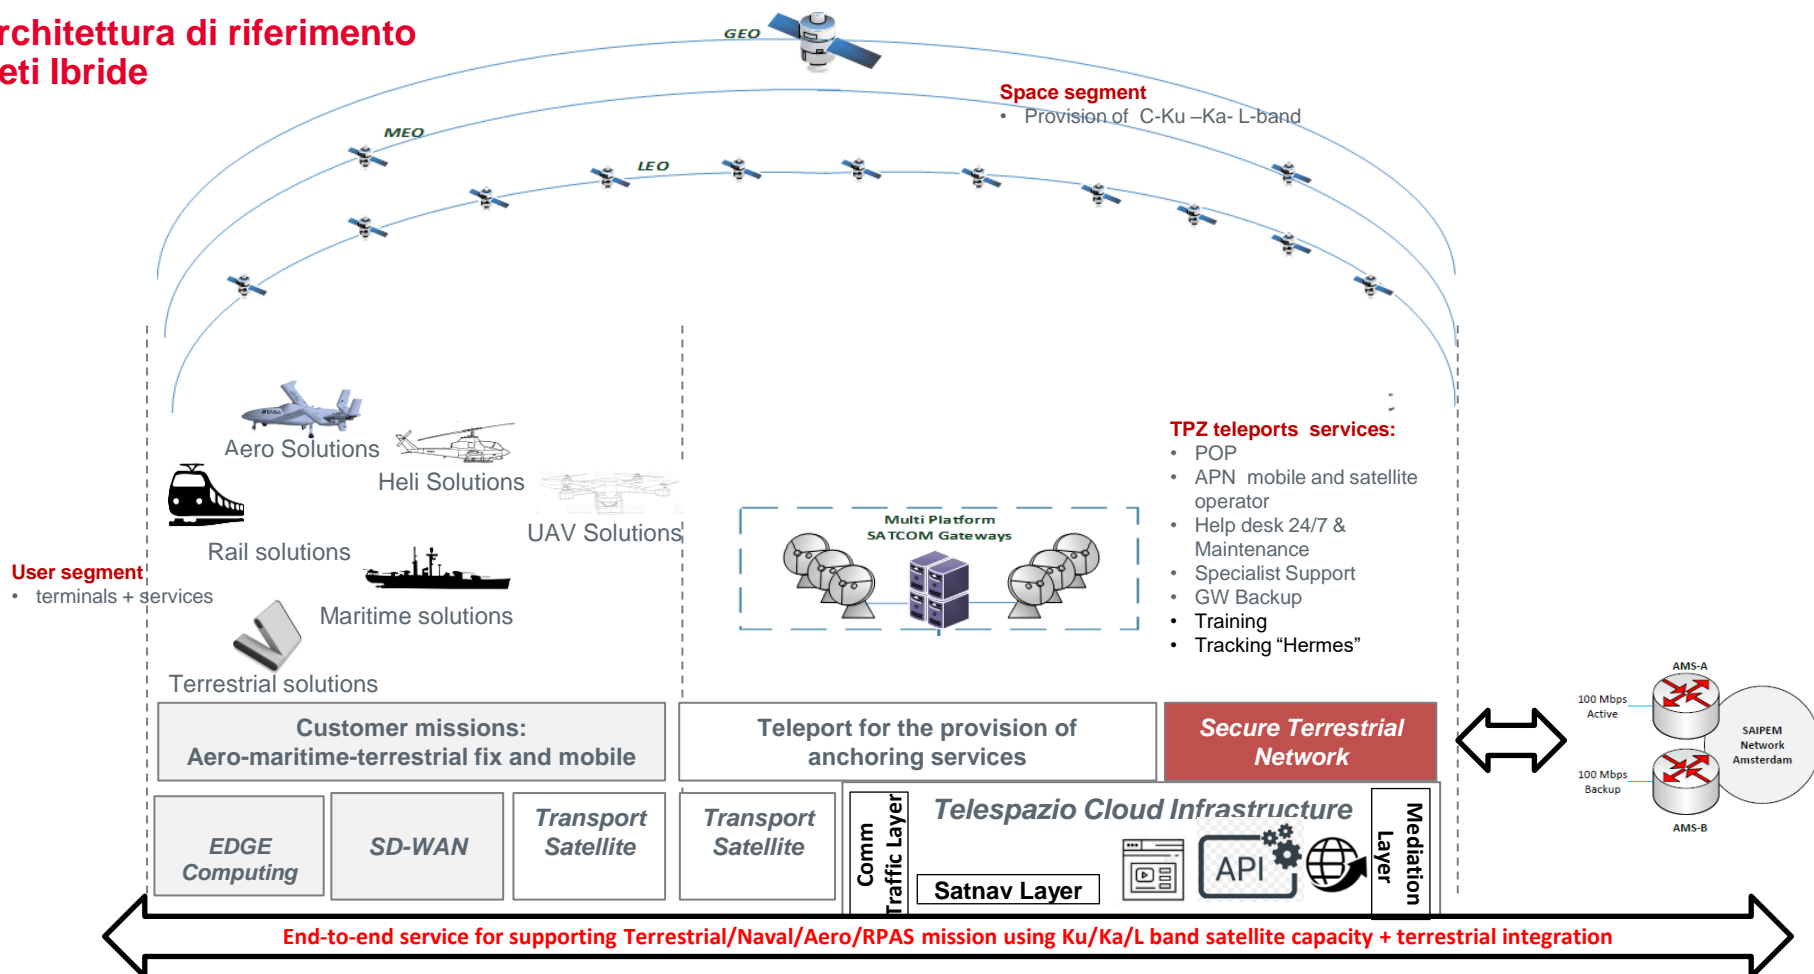 rchitettura di riferimento
eti Ibride
GEO
Space segment
• Provision of C-Ku –Ka- L-band
MEO
LEO
Aero Solutions
Heli Solutions
UAV Solutions
Rail solutions
User segment
• terminals + services
Maritime solutions
Terrestrial solutions
Multi Platform
SATCOM Gateways
TPZ teleports services:
• POP
• APN mobile and satellite
operator
• Help desk 24/7 &
Maintenance
• Specialist Support
• GW Backup
• Training
• Tracking “Hermes”
Customer missions:
Aero-maritime-terrestrial fix and mobile
Teleport for the provision of
anchoring services
Secure Terrestrial
Network
AMS-A
100 Mbps
Active
SAIPEM
Network
Amsterdam
100 Mbps
Backup
AMS-B
EDGE
Computing
SD-WAN
Transport
Satellite
Transport
Satellite
Comm
Traffic Layer
Telespazio Cloud Infrastructure
API
Satnav Layer
Mediation
Layer
End-to-end service for supporting Terrestrial/Naval/Aero/RPAS mission using Ku/Ka/L band satellite capacity + terrestrial integration